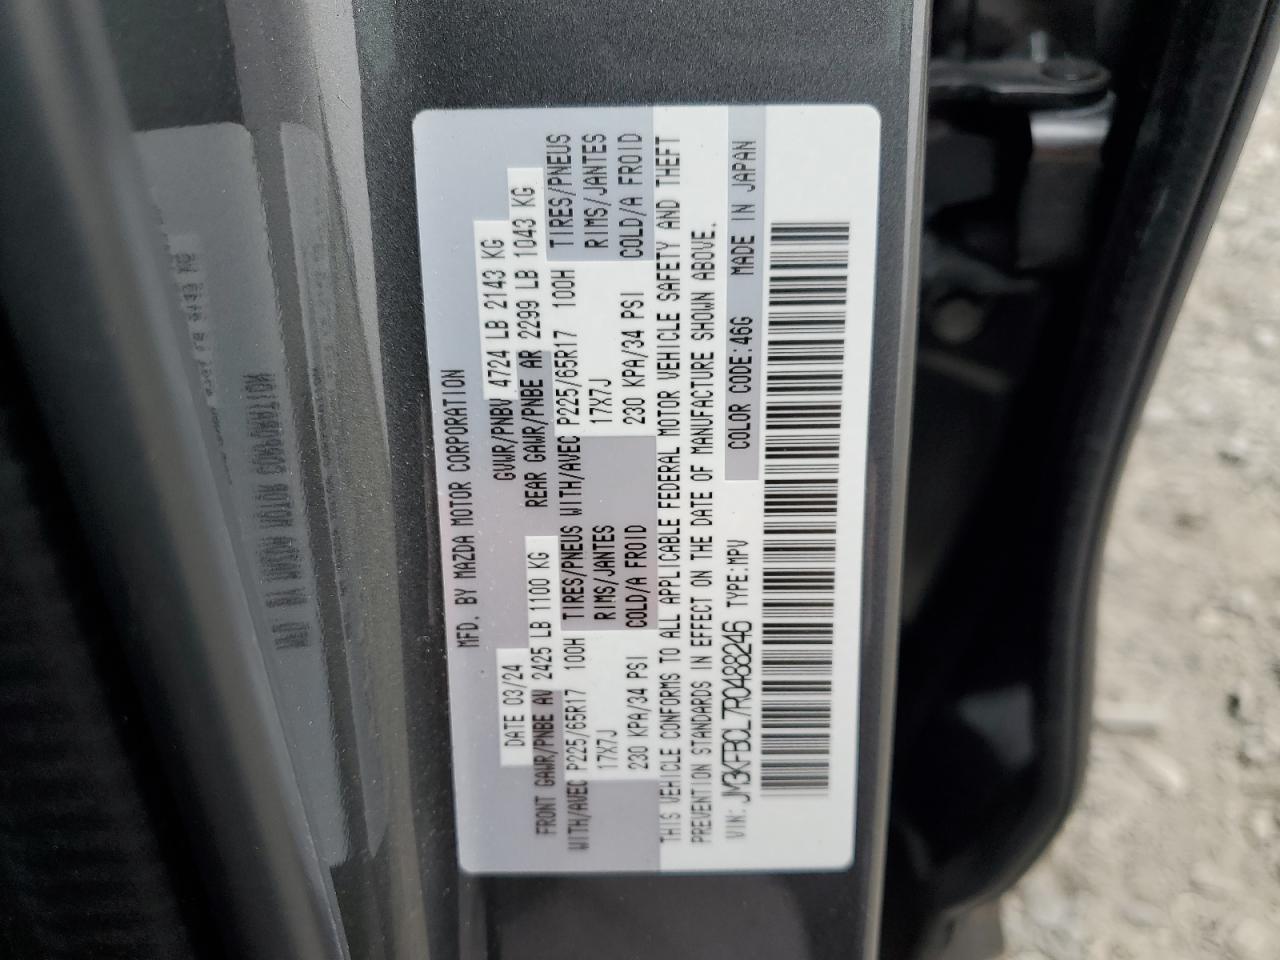 MFD. BY MAZDA MOTOR CORPORATION
DATE 03/24 GVWR/PNBV 4724 LB 2143 KG
FRONT GAWR/PNBE AV 2425 LB 1100 KG REAR GAWR/PNBE AR 2299 LB 1043 KG
WITH/AVEC P225/65R17 100H TIRES/PNEUS WITH/AVEC P225/65R17 100H TIRES/PNEUS
17X7J RIMS/JANTES 17X7J RIMS/JANTES
230 KPA/34 PSI COLD/A FROID 230 KPA/34 PSI COLD/A FROID
THIS VEHICLE CONFORMS TO ALL APPLICABLE FEDERAL MOTOR VEHICLE SAFETY AND THEFT
PREVENTION STANDARDS IN EFFECT ON THE DATE OF MANUFACTURE SHOWN ABOVE.
VIN: JM3KFBCL7R0488246 TYPE:MPV COLOR CODE:46G MADE IN JAPAN